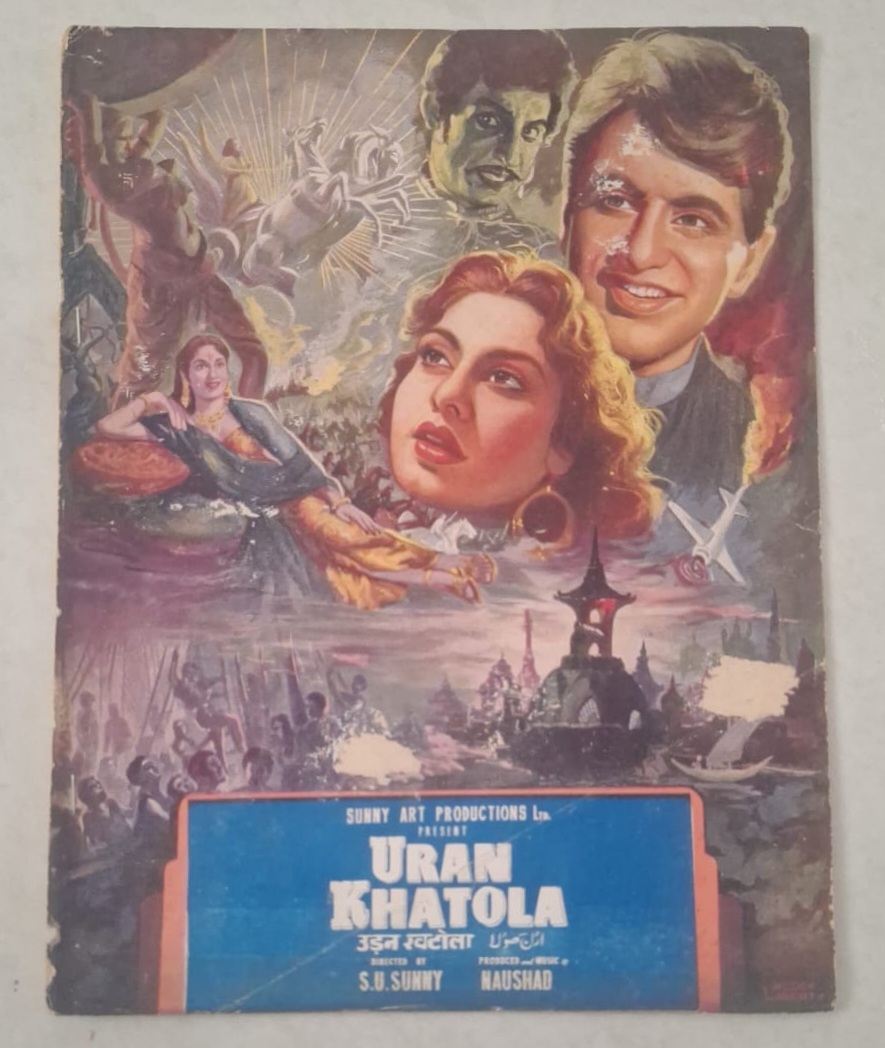 SUNNY ART PRODUCTIONS LTD.
PRESENT
URAN
KHATOLA
उड़न खटोला اڑن کھٹولا
DIRECTED BY PRODUCED and MUSIC by
S.U.SUNNY NAUSHAD